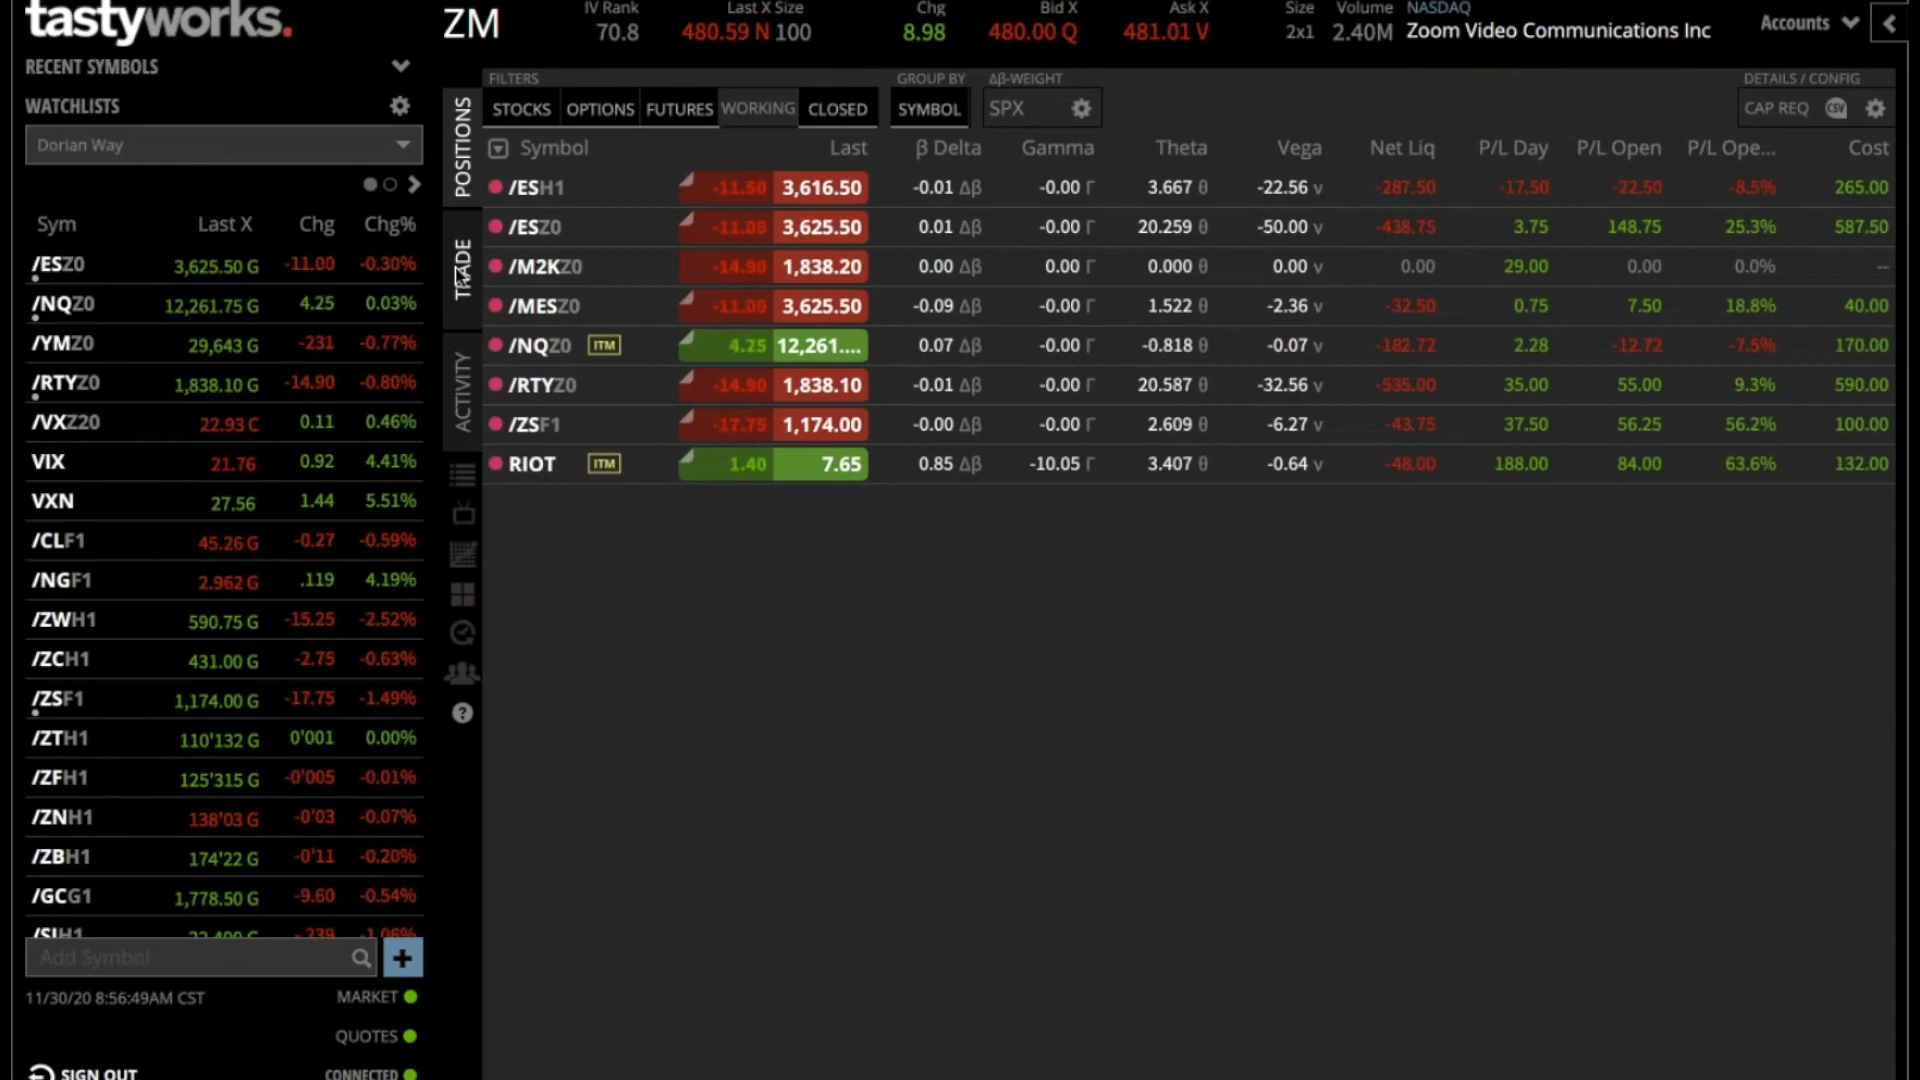 tastyworks.
RECENT SYMBOLS
WATCHLISTS
Dorian Way
Sym Last X Chg Chg%
/ESZ0 3,625.50 G -11.00 -0.30%
/NQZ0 12,261.75 G 4.25 0.03%
/YMZ0 29,643 G -231 -0.77%
/RTYZ0 1,838.10 G -14.90 -0.80%
/VXZ20 22.93 C 0.11 0.46%
VIX 21.76 0.92 4.41%
VXN 27.56 1.44 5.51%
/CLF1 45.26 G -0.27 -0.59%
/NGF1 2.962 G .119 4.19%
/ZWH1 590.75 G -15.25 -2.52%
/ZCH1 431.00 G -2.75 -0.63%
/ZSF1 1,174.00 G -17.75 -1.49%
/ZTH1 110'132 G 0'001 0.00%
/ZFH1 125'315 G -0'005 -0.01%
/ZNH1 138'03 G -0'03 -0.07%
/ZBH1 174'22 G -0'11 -0.20%
/GCG1 1,778.50 G -9.60 -0.54%
/SIH1 -.239 -1.06%
Add Symbol
11/30/20 8:56:49AM CST MARKET
QUOTES
SIGN OUT CONNECTED
ZM
IV Rank Last X Size Chg Bid X Ask X Size Volume NASDAQ
70.8 480.59 N 100 8.98 480.00 Q 481.01 V 2x1 2.40M Zoom Video Communications Inc
Accounts
POSITIONS
TRADE
ACTIVITY
FILTERS GROUP BY Δβ-WEIGHT DETAILS / CONFIG
STOCKS OPTIONS FUTURES WORKING CLOSED SYMBOL SPX CAP REQ CSV
Symbol Last β Delta Gamma Theta Vega Net Liq P/L Day P/L Open P/L Ope... Cost
/ESH1 -11.50 3,616.50 -0.01 Δβ -0.00 Γ 3.667 θ -22.56 v -287.50 -17.50 -22.50 -8.5% 265.00
/ESZ0 -11.00 3,625.50 0.01 Δβ -0.00 Γ 20.259 θ -50.00 v -438.75 3.75 148.75 25.3% 587.50
/M2KZ0 -14.90 1,838.20 0.00 Δβ 0.00 Γ 0.000 θ 0.00 v 0.00 29.00 0.00 0.0% --
/MESZ0 -11.00 3,625.50 -0.09 Δβ -0.00 Γ 1.522 θ -2.36 v -32.50 0.75 7.50 18.8% 40.00
/NQZ0 ITM 4.25 12,261.... 0.07 Δβ -0.00 Γ -0.818 θ -0.07 v -182.72 2.28 -12.72 -7.5% 170.00
/RTYZ0 -14.90 1,838.10 -0.01 Δβ -0.00 Γ 20.587 θ -32.56 v -535.00 35.00 55.00 9.3% 590.00
/ZSF1 -17.75 1,174.00 -0.00 Δβ -0.00 Γ 2.609 θ -6.27 v -43.75 37.50 56.25 56.2% 100.00
RIOT ITM 1.40 7.65 0.85 Δβ -10.05 Γ 3.407 θ -0.64 v -48.00 188.00 84.00 63.6% 132.00